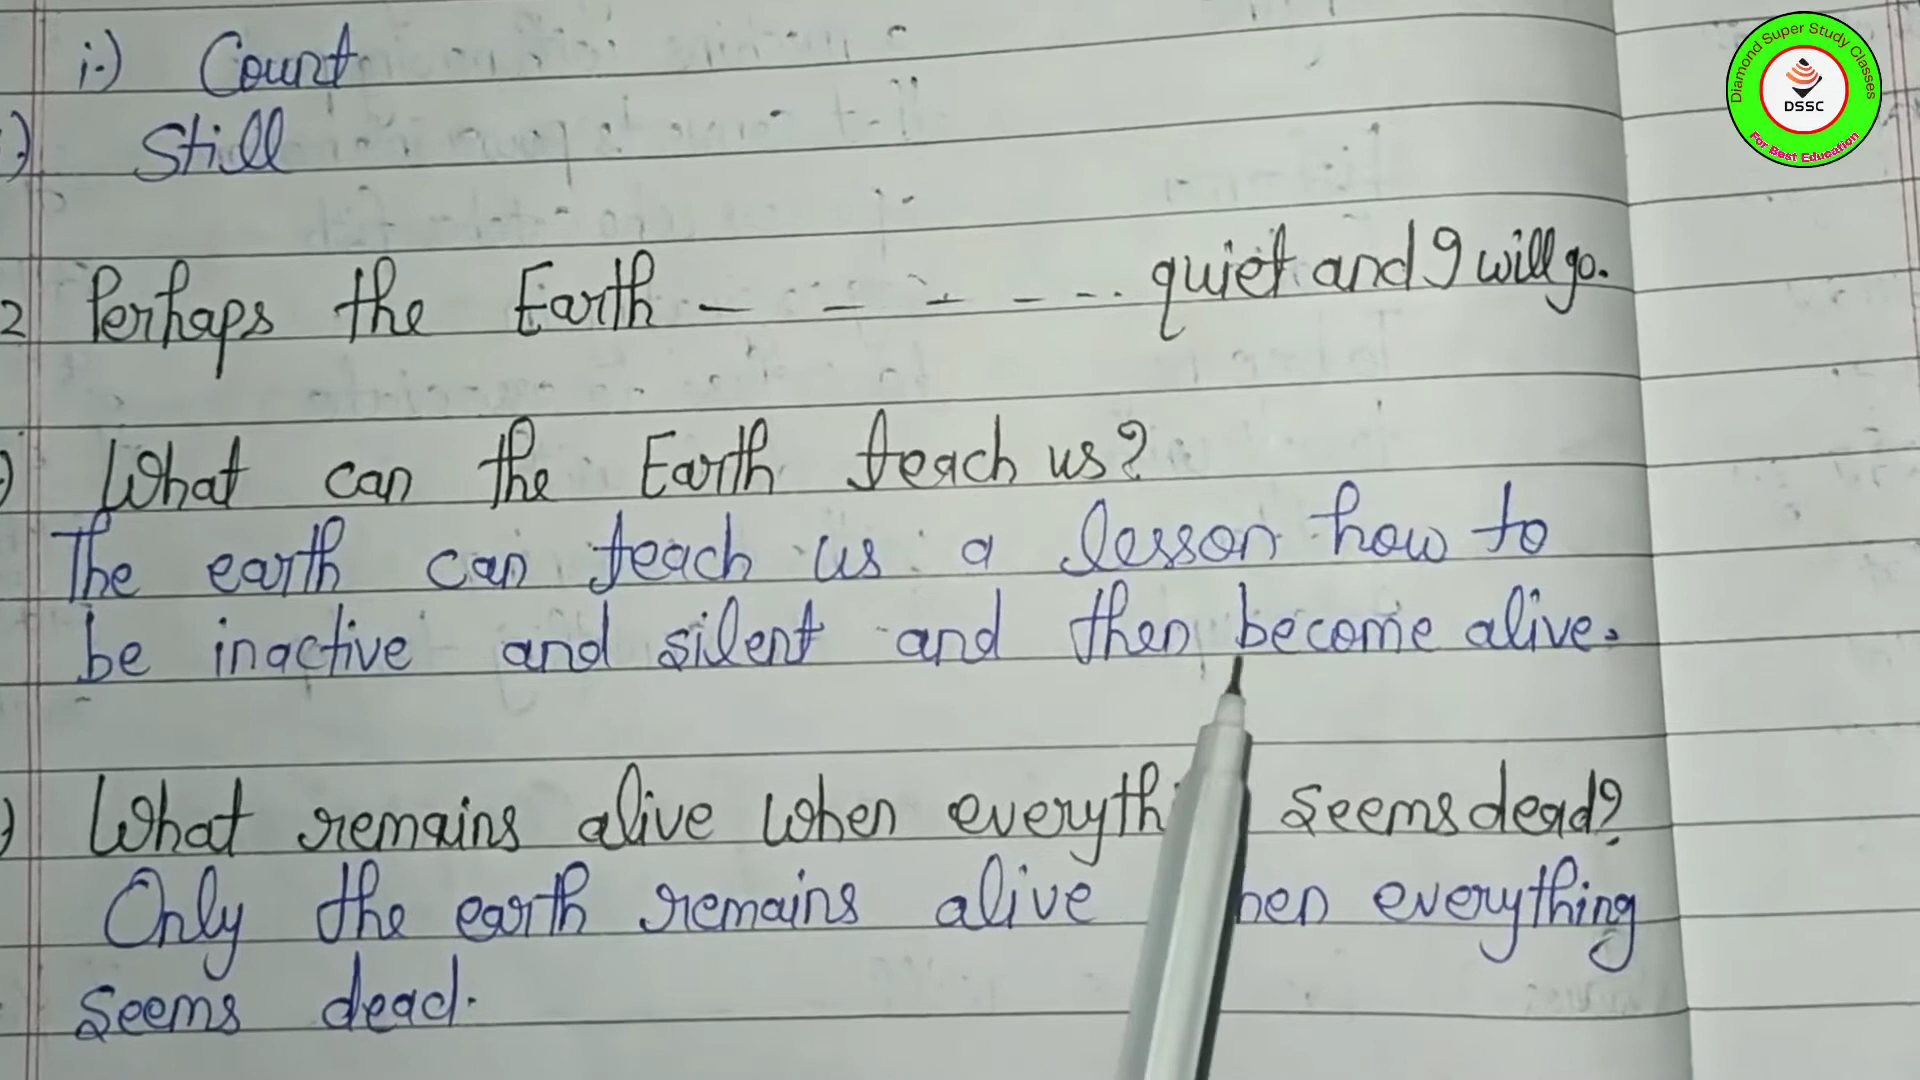 i.) Count
Still
2 Perhaps the Earth - - - - - .. quiet and I will go.
What can the Earth teach us?
The earth can teach us a lesson how to
be inactive and silent and then become alive.
What remains alive when everythi seems dead?
Only the earth remains alive hen everything
seems dead.
Diamond Super Study Classes
DSSC
For Best Education